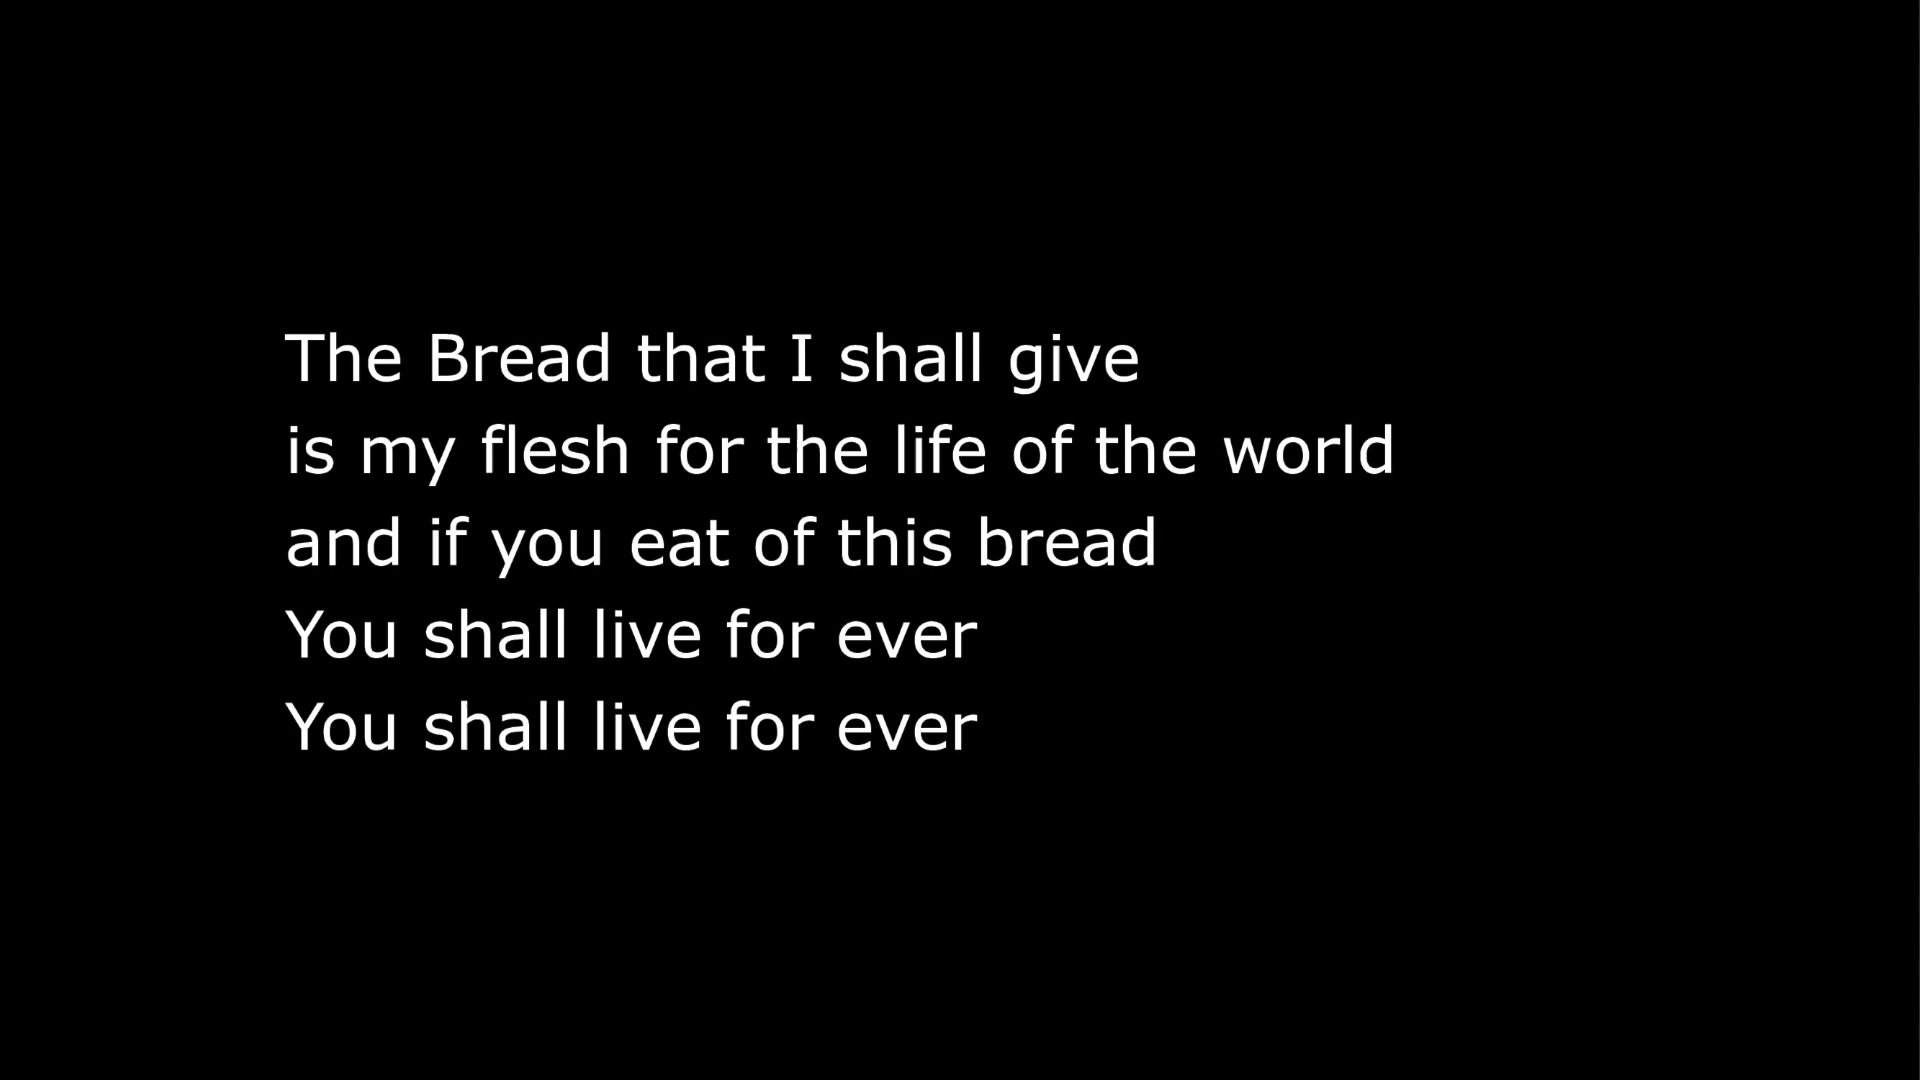 The Bread that I shall give
is my flesh for the life of the world
and if you eat of this bread
You shall live for ever
You shall live for ever